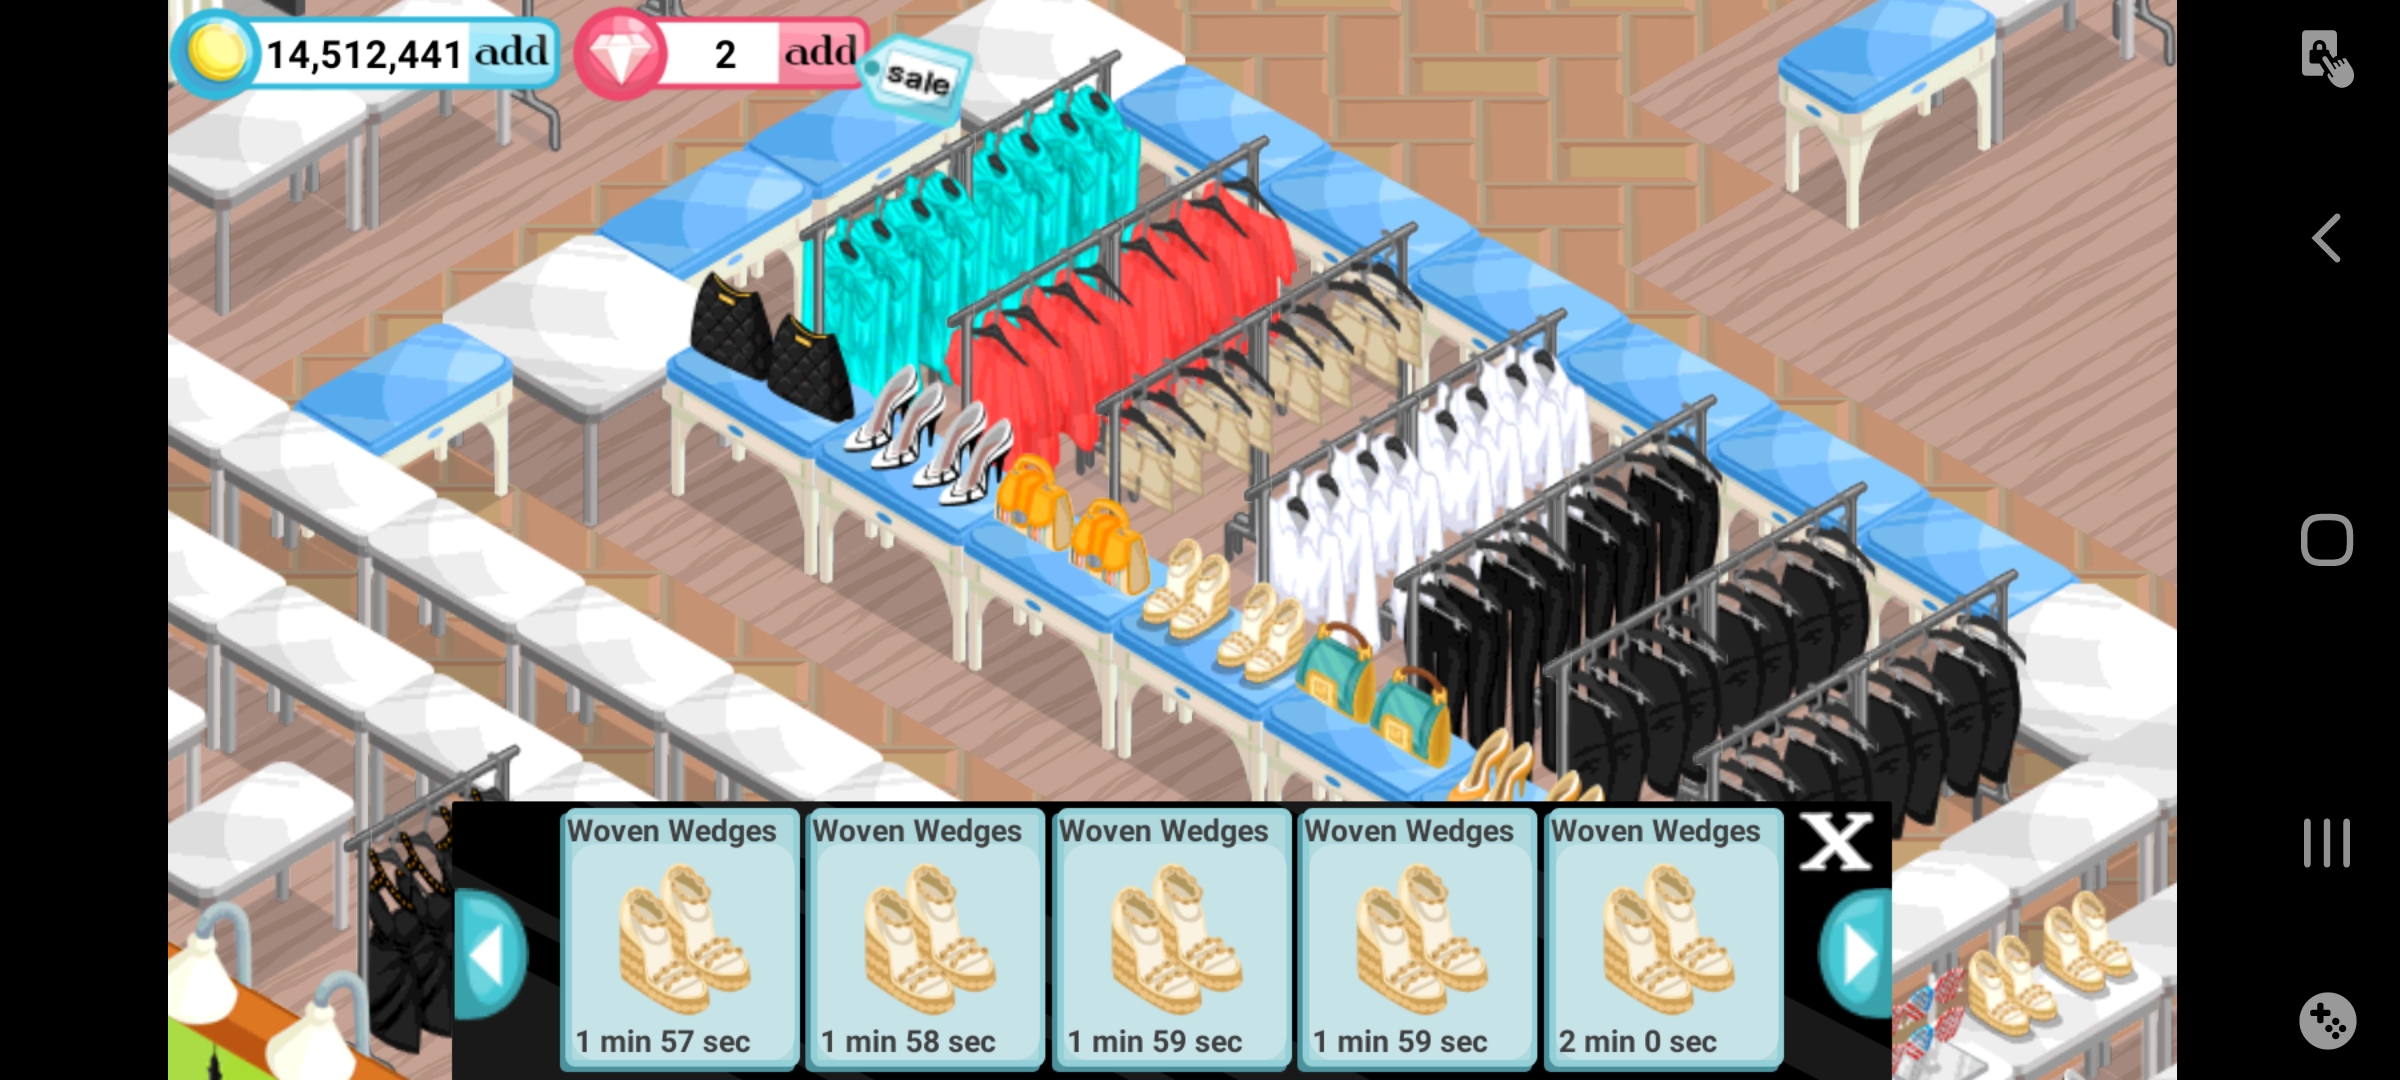 14,512,441 add
2 add
sale
Woven Wedges
1 min 57 sec
Woven Wedges
1 min 58 sec
Woven Wedges
1 min 59 sec
Woven Wedges
1 min 59 sec
Woven Wedges
2 min 0 sec
X